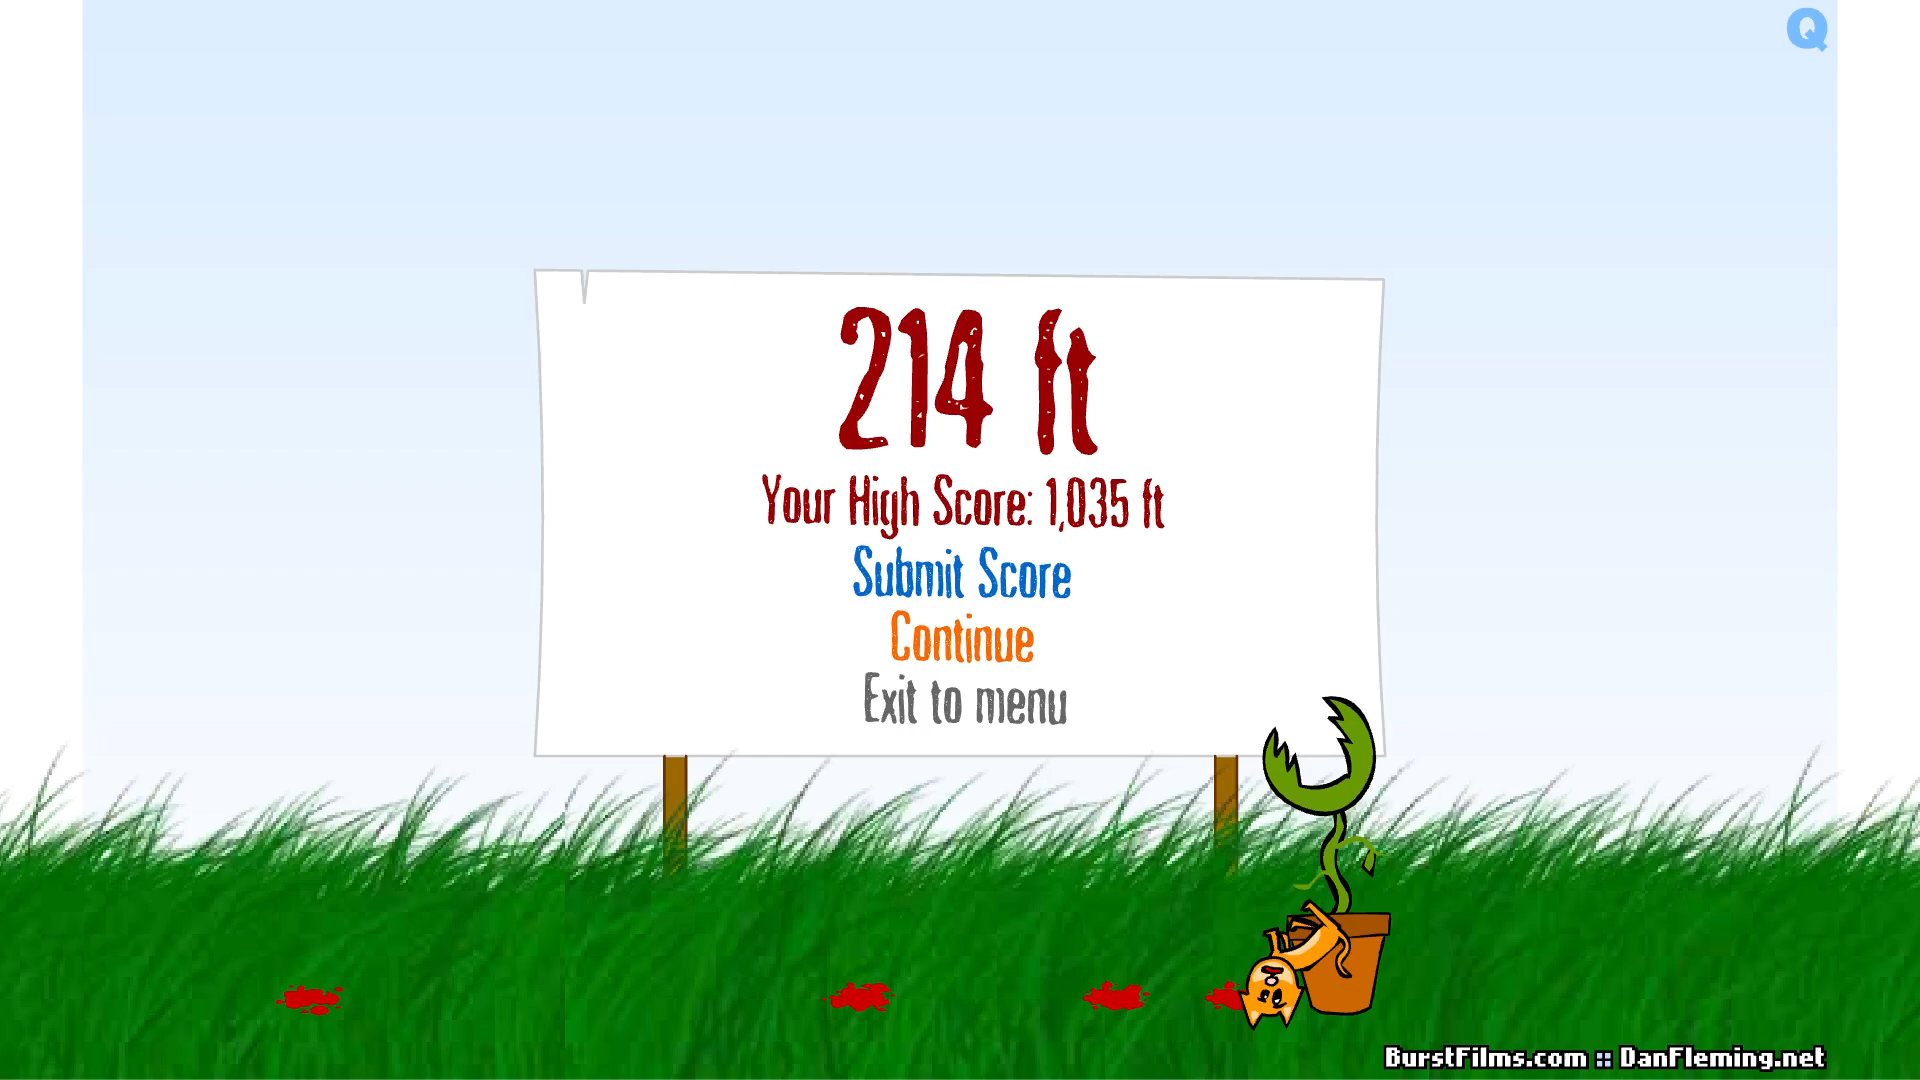 Q
214 ft
Your High Score: 1,035 ft
Submit Score
Continue
Exit to menu
BurstFilms.com :: DanFleming.net